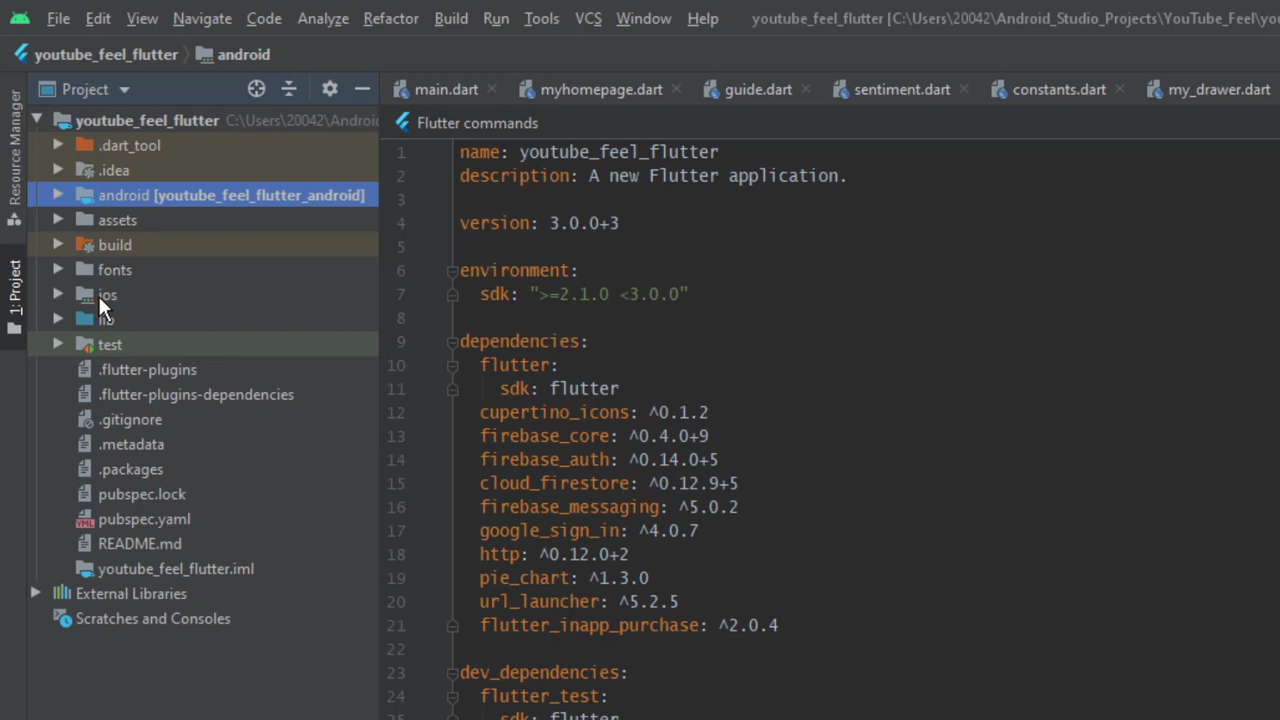 File Edit View Navigate Code Analyze Refactor Build Run Tools VCS Window Help youtube_feel_flutter [C:\Users\20042\Android_Studio_Projects\YouTube_Feel\yo
youtube_feel_flutter android
Project
main.dart myhomepage.dart guide.dart sentiment.dart constants.dart my_drawer.dart
Resource Manager
1: Project
youtube_feel_flutter C:\Users\20042\Androi
.dart_tool
.idea
android [youtube_feel_flutter_android]
assets
build
fonts
ios
lib
test
.flutter-plugins
.flutter-plugins-dependencies
.gitignore
.metadata
.packages
pubspec.lock
pubspec.yaml
README.md
youtube_feel_flutter.iml
External Libraries
Scratches and Consoles
Flutter commands
1 name: youtube_feel_flutter
2 description: A new Flutter application.
3
4 version: 3.0.0+3
5
6 environment:
7 sdk: ">=2.1.0 <3.0.0"
8
9 dependencies:
10 flutter:
11 sdk: flutter
12 cupertino_icons: ^0.1.2
13 firebase_core: ^0.4.0+9
14 firebase_auth: ^0.14.0+5
15 cloud_firestore: ^0.12.9+5
16 firebase_messaging: ^5.0.2
17 google_sign_in: ^4.0.7
18 http: ^0.12.0+2
19 pie_chart: ^1.3.0
20 url_launcher: ^5.2.5
21 flutter_inapp_purchase: ^2.0.4
22
23 dev_dependencies:
24 flutter_test:
25 sdk: flutter